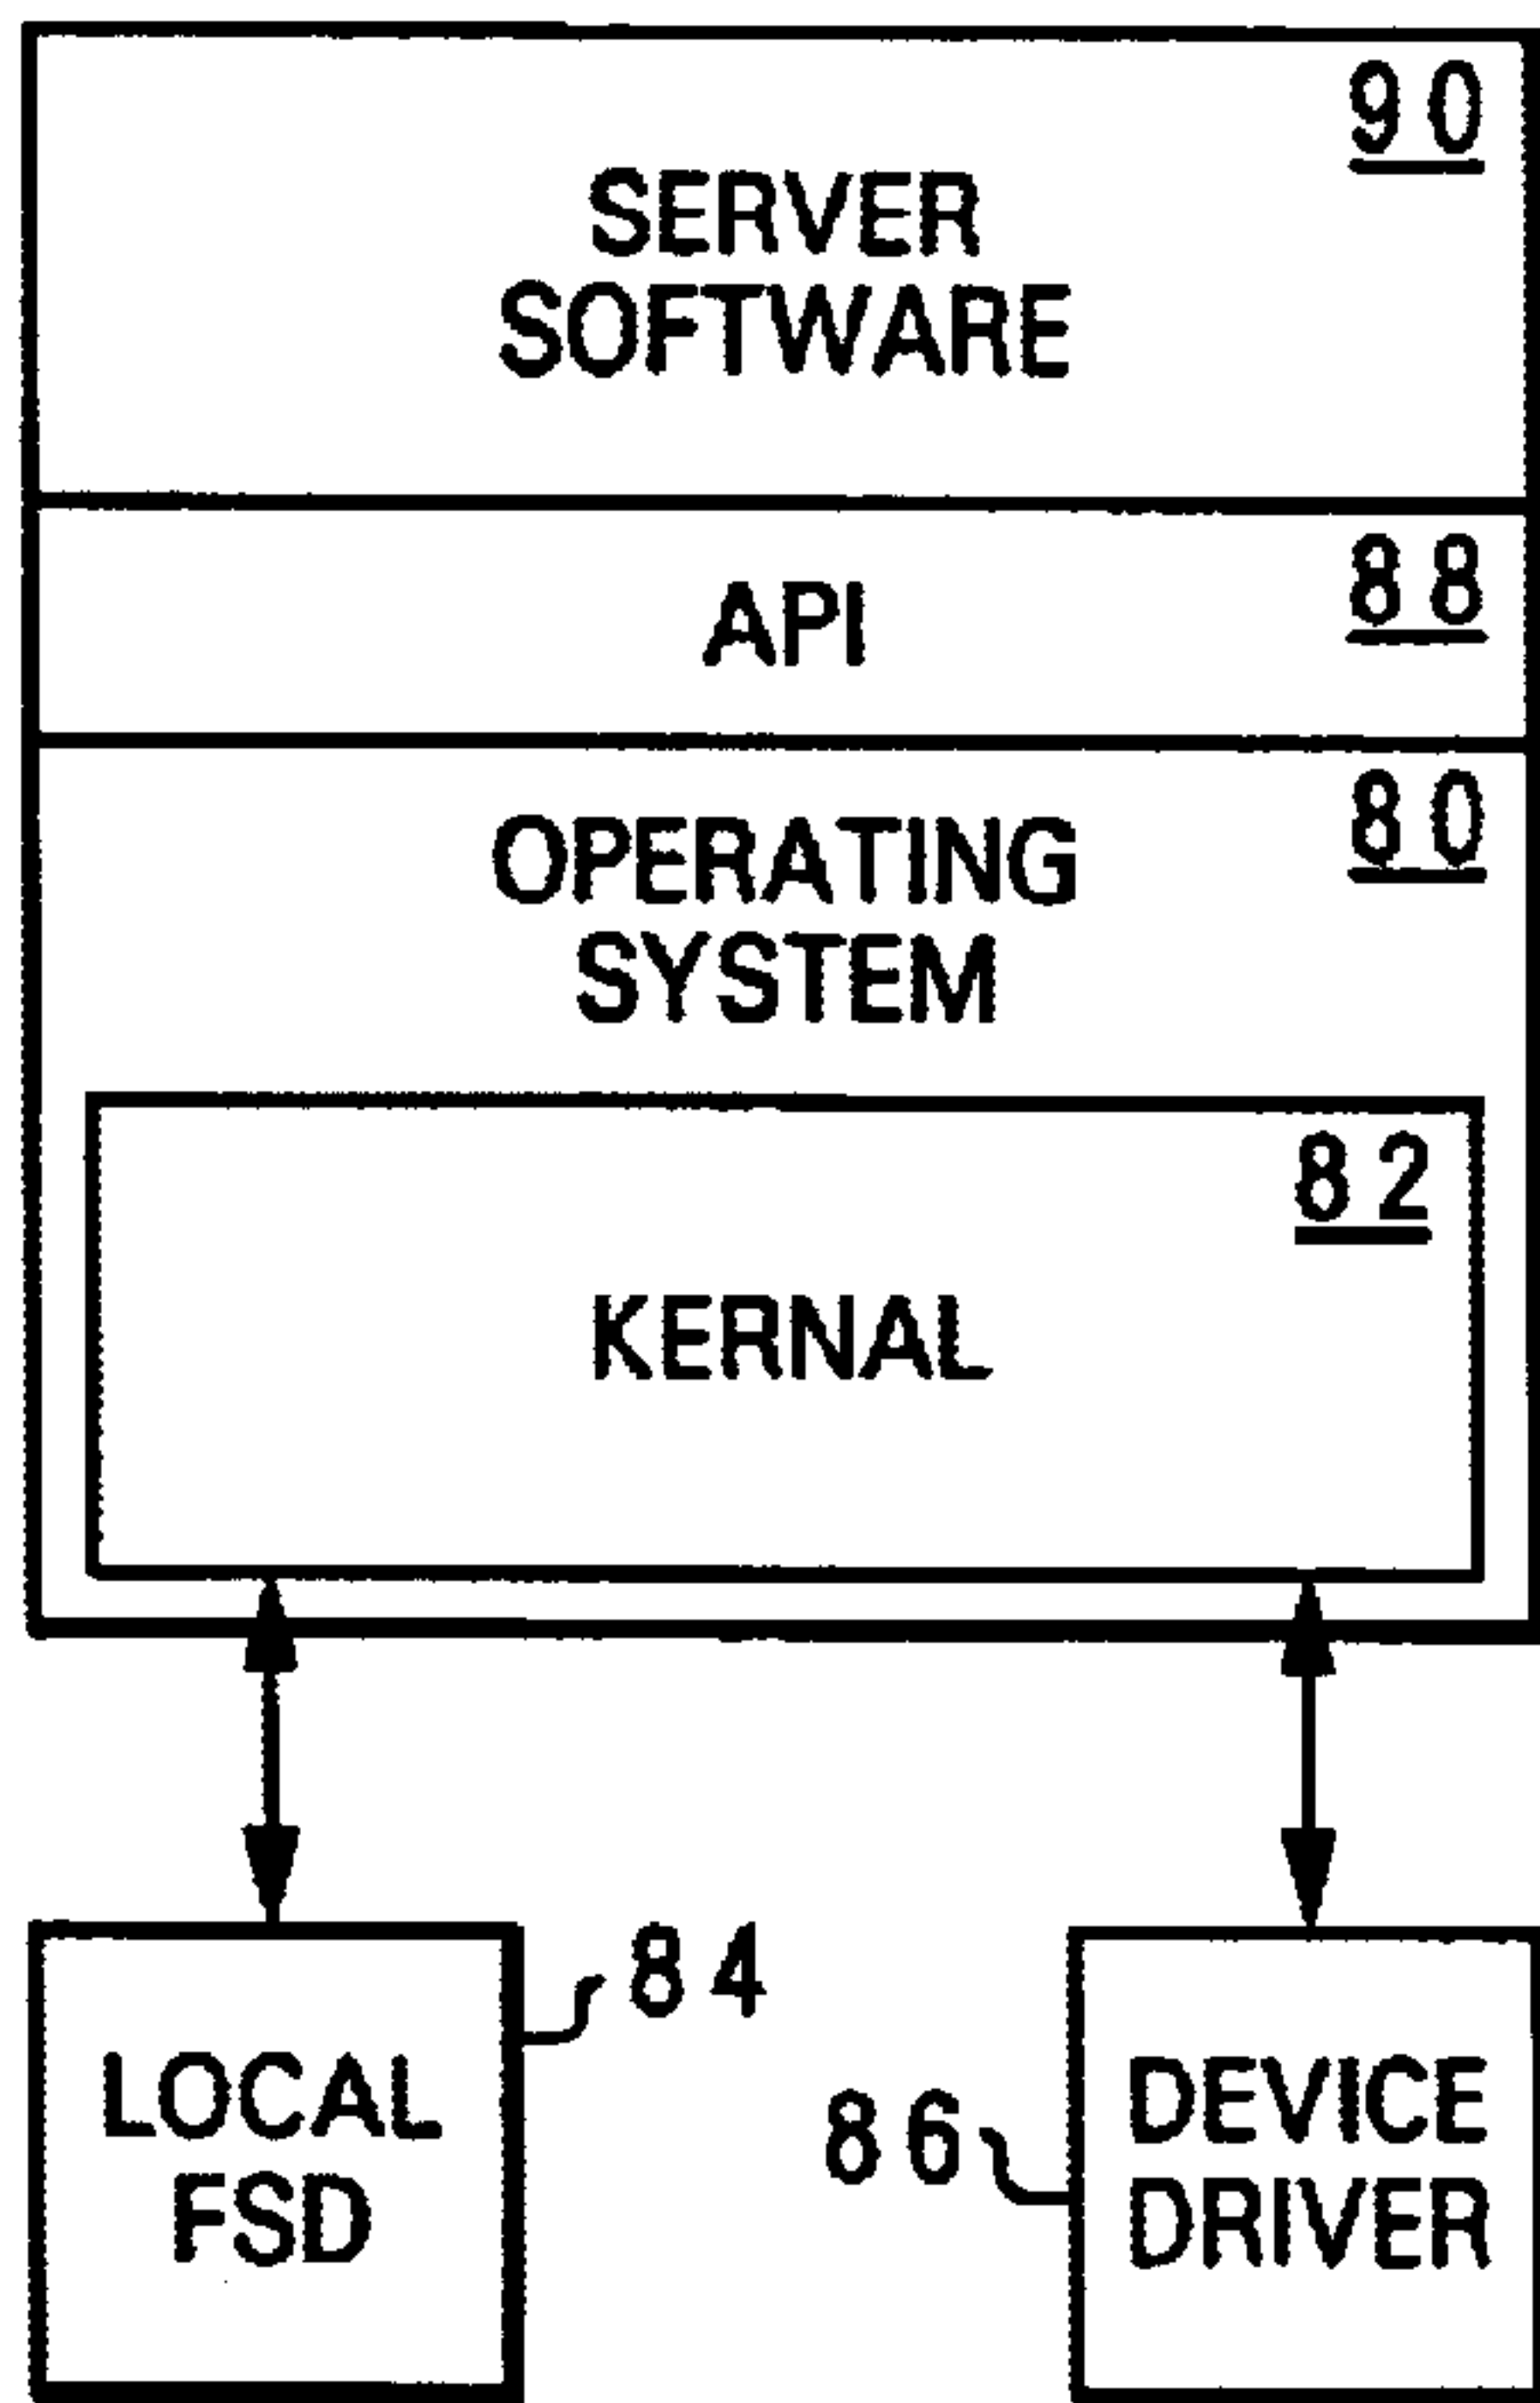 90
SERVER
SOFTWARE
88
API
80
OPERATING
SYSTEM
82
KERNAL
84
LOCAL
FSD
86
DEVICE
DRIVER